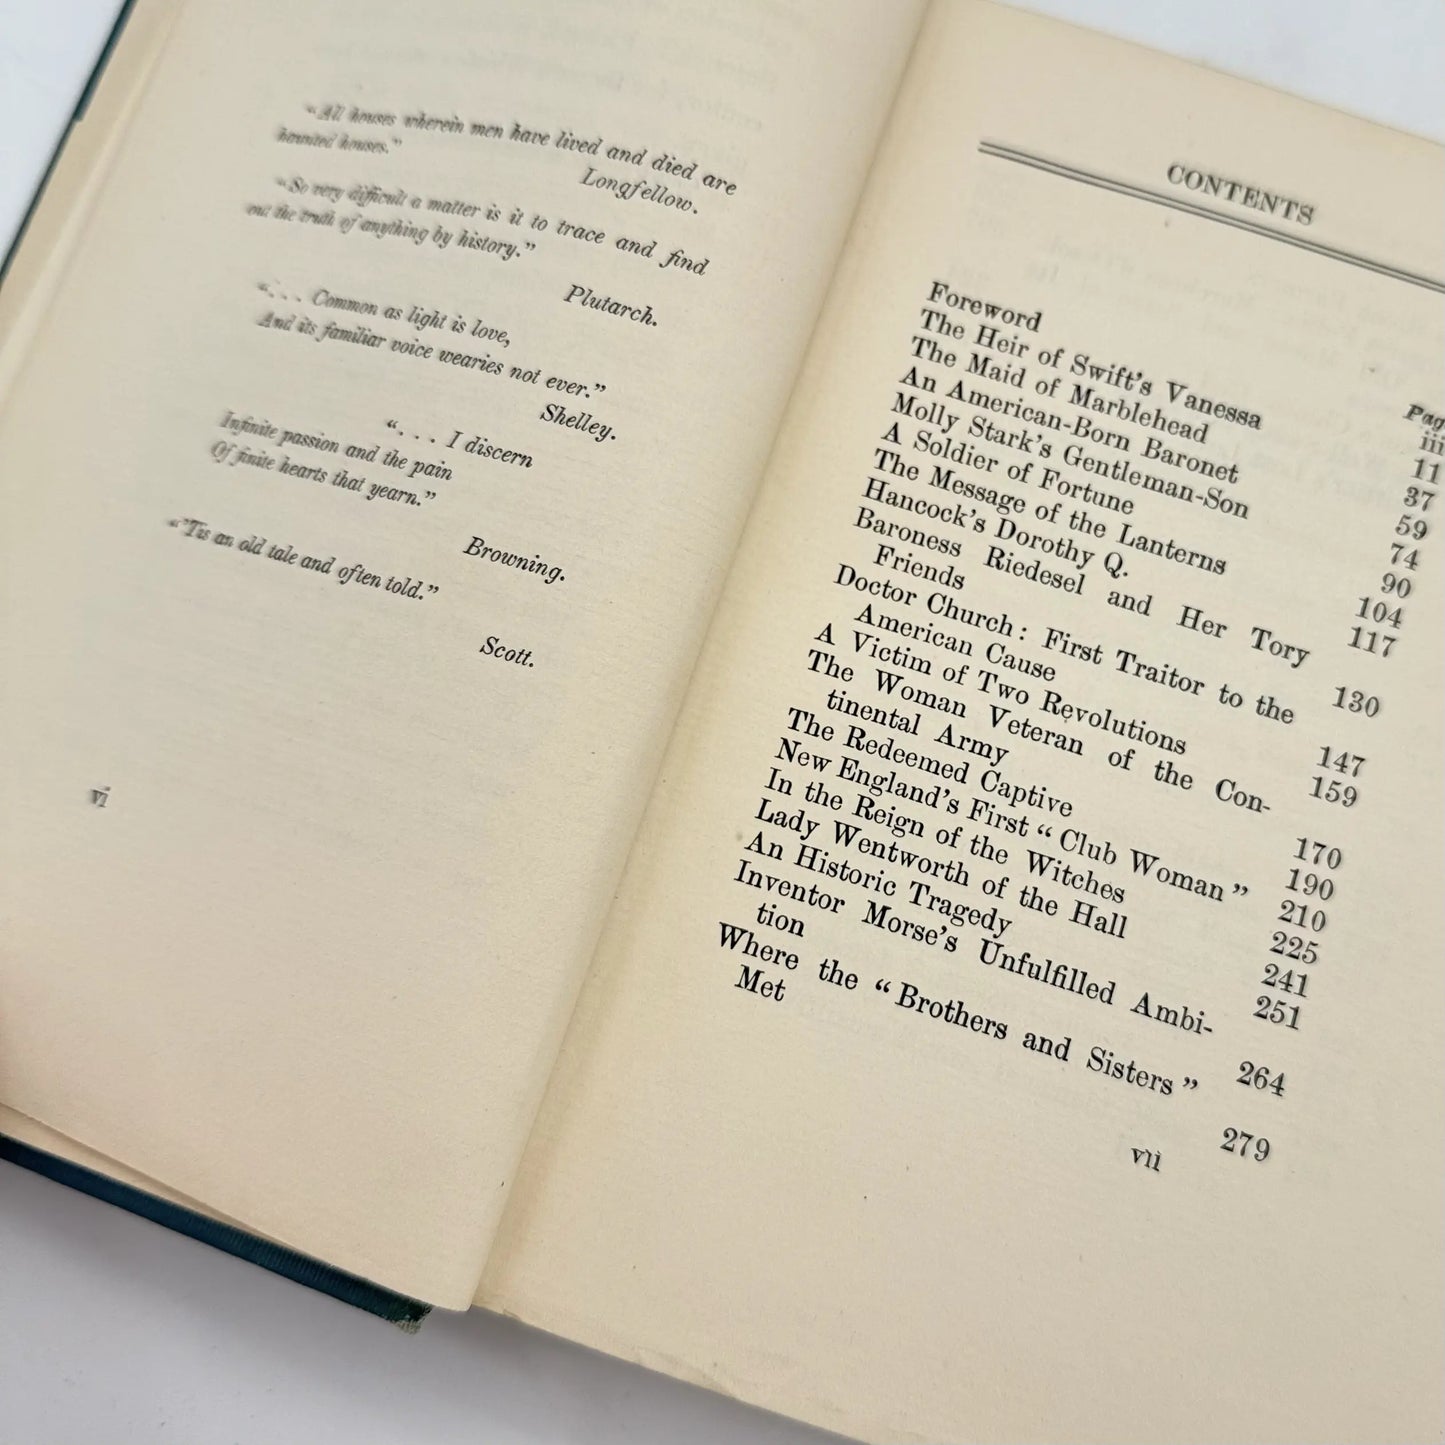 "All houses wherein men have lived and died are
haunted houses."
Longfellow.
"So very difficult a matter is it to trace and find
out the truth of anything by history."
Plutarch.
". . . Common as light is love,
And its familiar voice wearies not ever."
Shelley.
". . . I discern
Infinite passion and the pain
Of finite hearts that yearn."
Browning.
"'Tis an old tale and often told."
Scott.
vi
CONTENTS
Pag
Foreword iii
The Heir of Swift's Vanessa 11
The Maid of Marblehead 37
An American-Born Baronet 59
Molly Stark's Gentleman-Son 74
A Soldier of Fortune 90
The Message of the Lanterns 104
Hancock's Dorothy Q. 117
Baroness Riedesel and Her Tory
Friends 130
Doctor Church: First Traitor to the
American Cause 147
A Victim of Two Revolutions 159
The Woman Veteran of the Con-
tinental Army 170
The Redeemed Captive 190
New England's First "Club Woman" 210
In the Reign of the Witches 225
Lady Wentworth of the Hall 241
An Historic Tragedy 251
Inventor Morse's Unfulfilled Ambi-
tion 264
Where the "Brothers and Sisters"
Met 279
vii